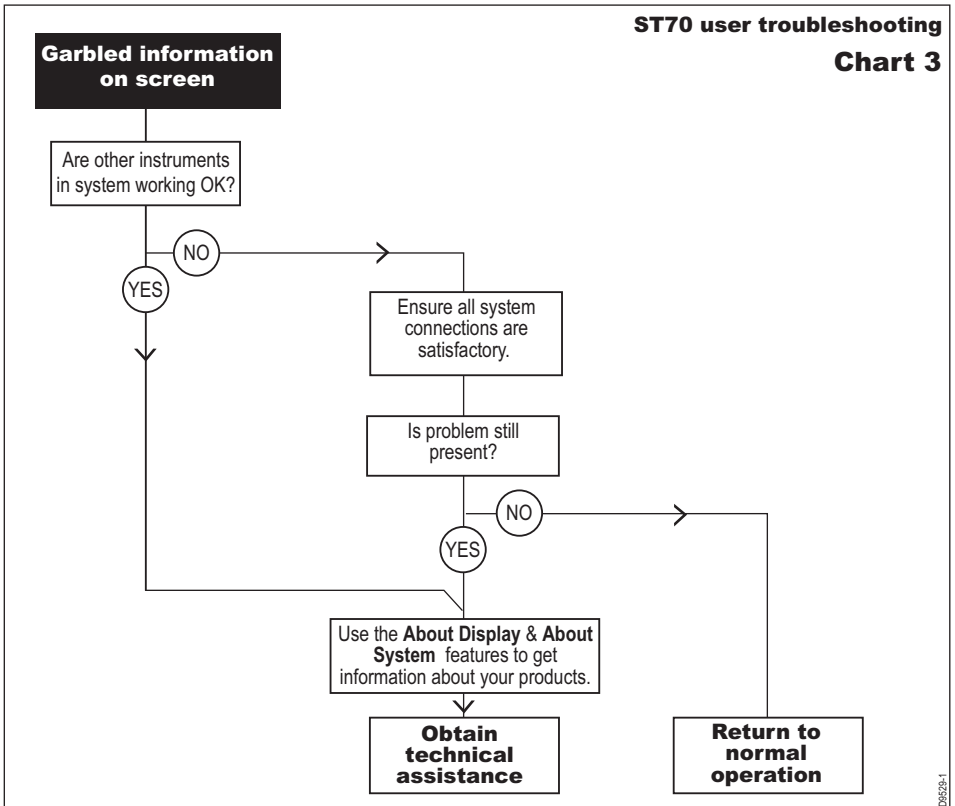 ST70 user troubleshooting
Chart 3
Garbled information
on screen
Are other instruments
in system working OK?
NO
YES
Ensure all system
connections are
satisfactory.
Is problem still
present?
NO
YES
Use the About Display & About
System features to get
information about your products.
Obtain
technical
assistance
Return to
normal
operation
D9529-1